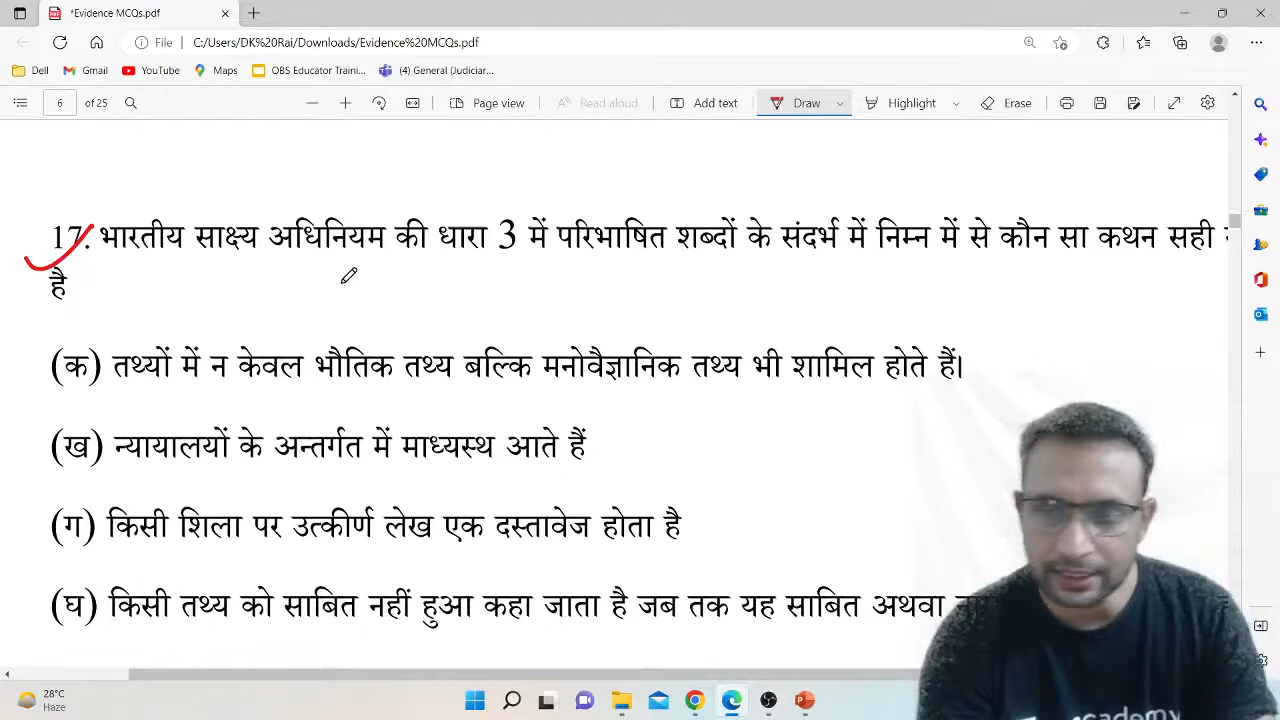 *Evidence MCQs.pdf
File C:/Users/DK%20Rai/Downloads/Evidence%20MCQs.pdf
Dell Gmail YouTube Maps OBS Educator Traini... (4) General (Judiciar...
6 of 25 Page view Read aloud Add text Draw Highlight Erase
17. भारतीय साक्ष्य अधिनियम की धारा 3 में परिभाषित शब्दों के संदर्भ में निम्न में से कौन सा कथन सही
है
(क) तथ्यों में न केवल भौतिक तथ्य बल्कि मनोवैज्ञानिक तथ्य भी शामिल होते हैं।
(ख) न्यायालयों के अन्तर्गत में माध्यस्थ आते हैं
(ग) किसी शिला पर उत्कीर्ण लेख एक दस्तावेज होता है
(घ) किसी तथ्य को साबित नहीं हुआ कहा जाता है जब तक यह साबित अथवा
academy
28°C
Haze